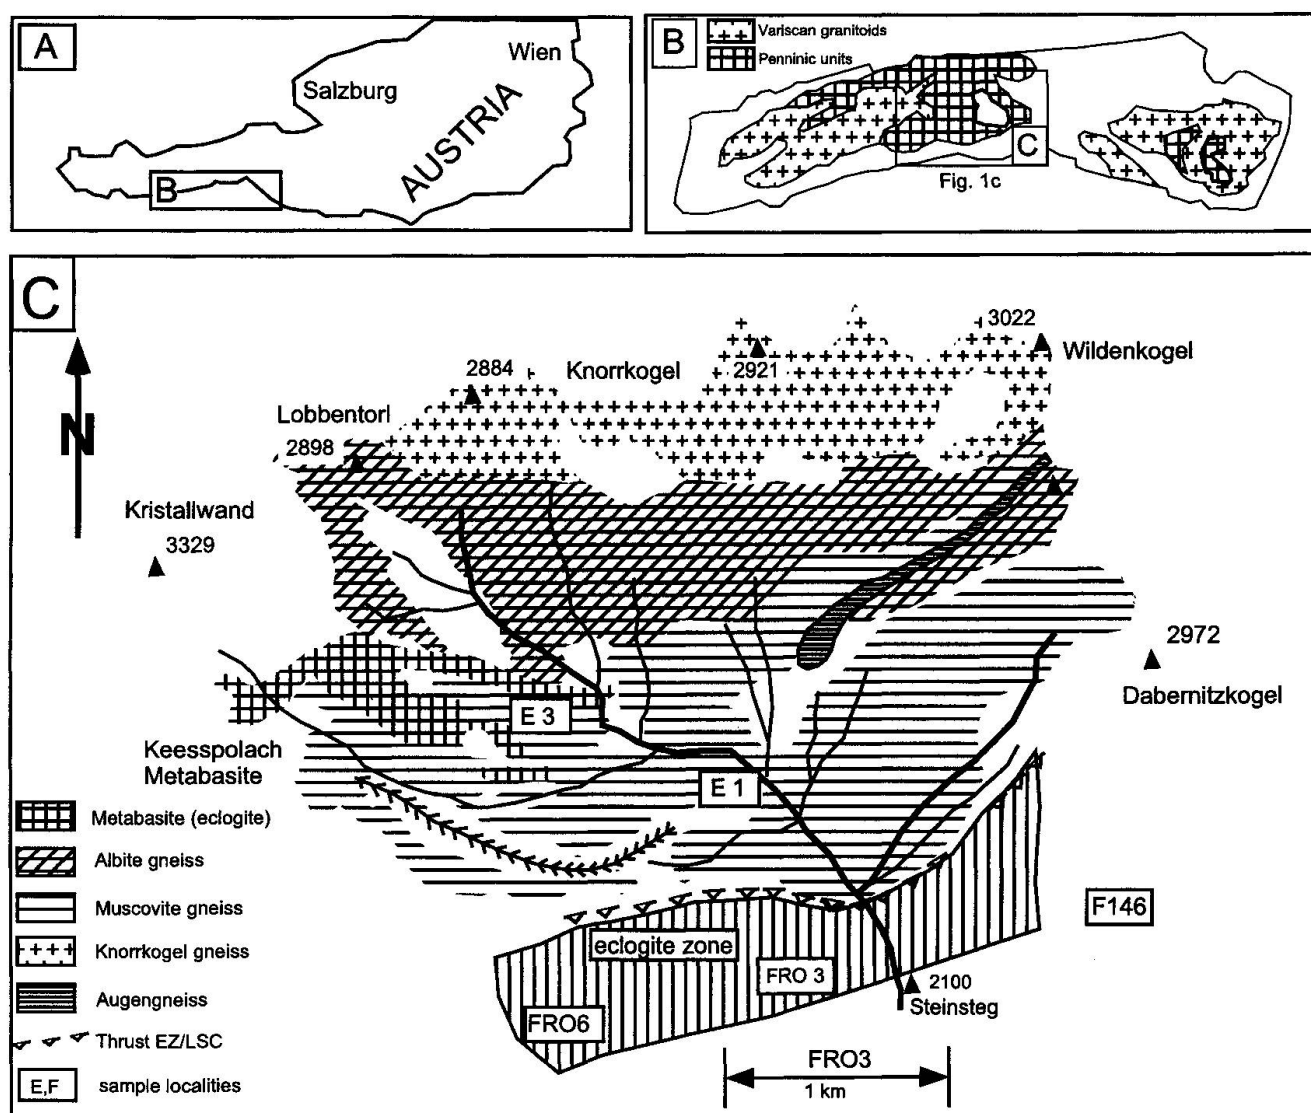 A
Wien
Salzburg
AUSTRIA
B
B
Variscan granitoids
Penninic units
C
Fig. 1c
C
N
3022
Wildenkogel
2921
Knorrkogel
2884
Lobbentorl
2898
Kristallwand
3329
2972
Dabernitzkogel
E 3
E 1
Keesspolach
Metabasite
Metabasite (eclogite)
Albite gneiss
Muscovite gneiss
Knorrkogel gneiss
Augengneiss
Thrust EZ/LSC
E,F
sample localities
F146
eclogite zone
FRO 3
2100
Steinsteg
FRO6
FRO3
1 km